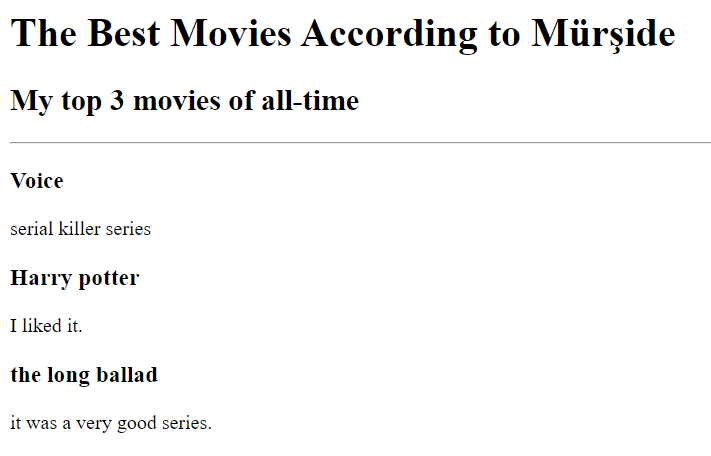 The Best Movies According to Mürşide
My top 3 movies of all-time
Voice
serial killer series
Harry potter
I liked it.
the long ballad
it was a very good series.